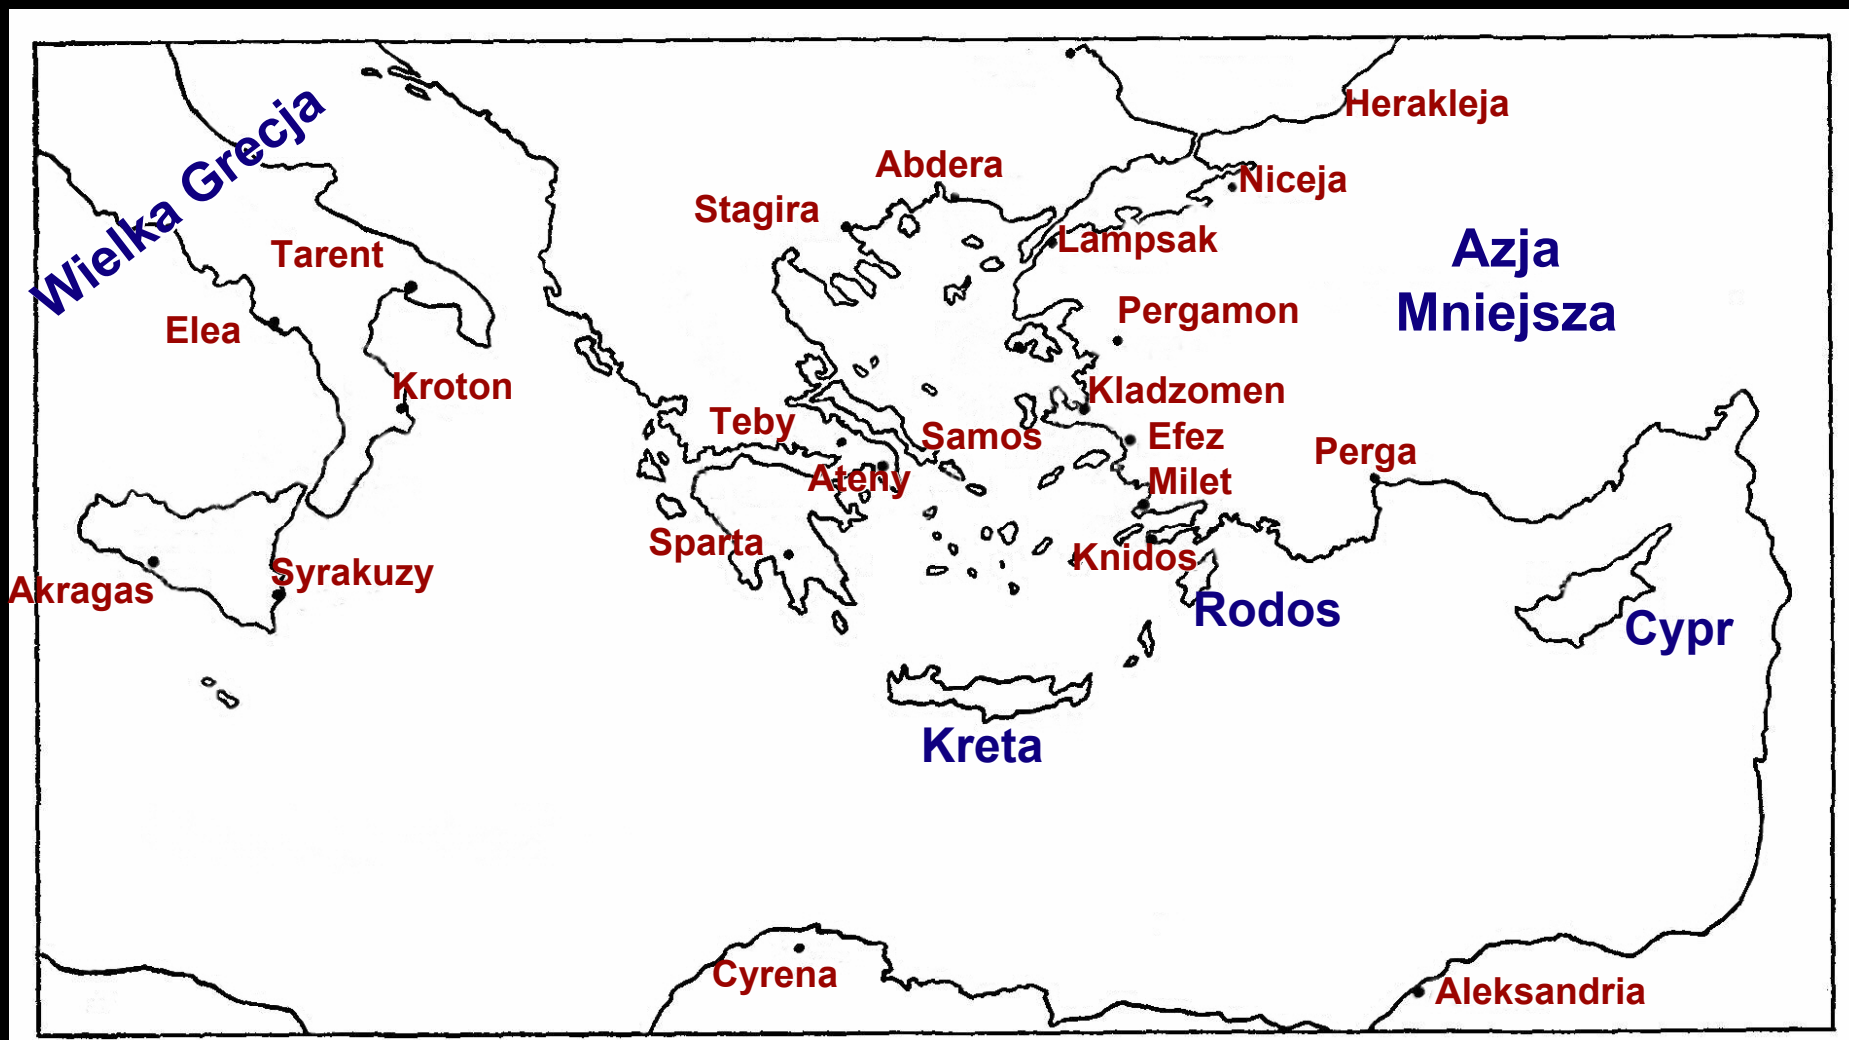 Herakleja
Wielka Grecja
Abdera
Niceja
Stagira
Lampsak
Tarent
Azja
Mniejsza
Pergamon
Elea
Kroton
Kladzomen
Teby
Samos
Efez
Perga
Ateny
Milet
Sparta
Knidos
Syrakuzy
Akragas
Rodos
Cypr
Kreta
Cyrena
Aleksandria